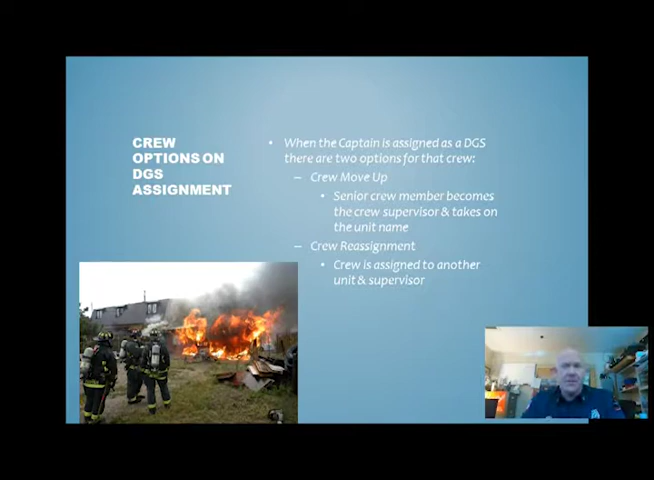 CREW
OPTIONS ON
DGS
ASSIGNMENT
• When the Captain is assigned as a DGS
there are two options for that crew:
– Crew Move Up
• Senior crew member becomes
the crew supervisor & takes on
the unit name
– Crew Reassignment
• Crew is assigned to another
unit & supervisor